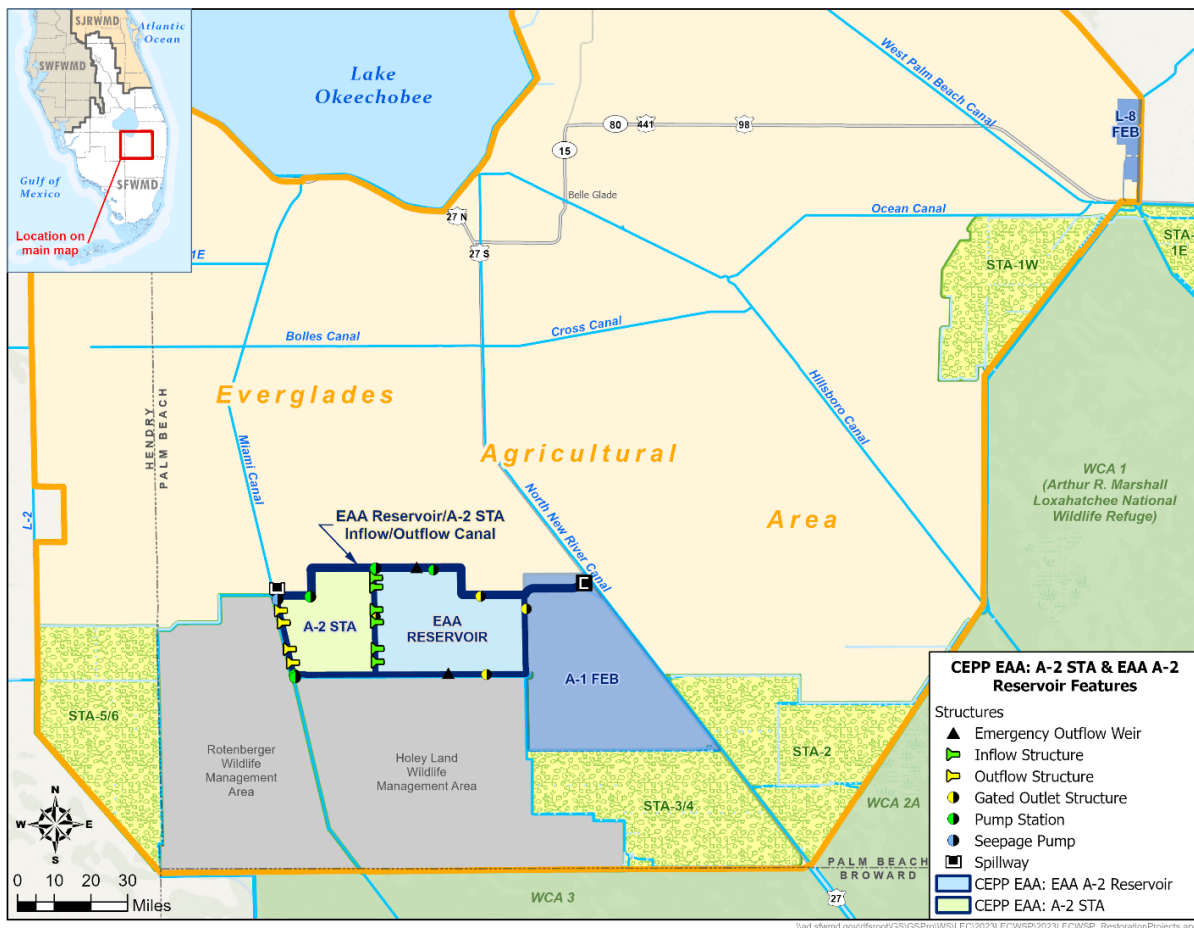 SJRWMD
Atlantic
Ocean
SWFWMD
Gulf of
Mexico
SFWMD
Location on
main map
Lake
Okeechobee
West Palm Beach Canal
L-8
FEB
80
441
98
15
Belle Glade
27 N
27 S
Ocean Canal
STA-1W
STA-
1E
1E
Bolles Canal
Cross Canal
Everglades
Hillsboro Canal
HENDRY
PALM BEACH
Miami Canal
Agricultural
WCA 1
(Arthur R. Marshall
Loxahatchee National
Wildlife Refuge)
L-2
North New River Canal
EAA Reservoir/A-2 STA
Inflow/Outflow Canal
Area
A-2 STA
EAA
RESERVOIR
A-1 FEB
STA-5/6
Rotenberger
Wildlife
Management
Area
Holey Land
Wildlife
Management Area
STA-2
STA-3/4
WCA 2A
PALM BEACH
BROWARD
WCA 3
27
N
W
E
S
0 10 20 30
Miles
CEPP EAA: A-2 STA & EAA A-2
Reservoir Features
Structures
Emergency Outflow Weir
Inflow Structure
Outflow Structure
Gated Outlet Structure
Pump Station
Seepage Pump
Spillway
CEPP EAA: EAA A-2 Reservoir
CEPP EAA: A-2 STA